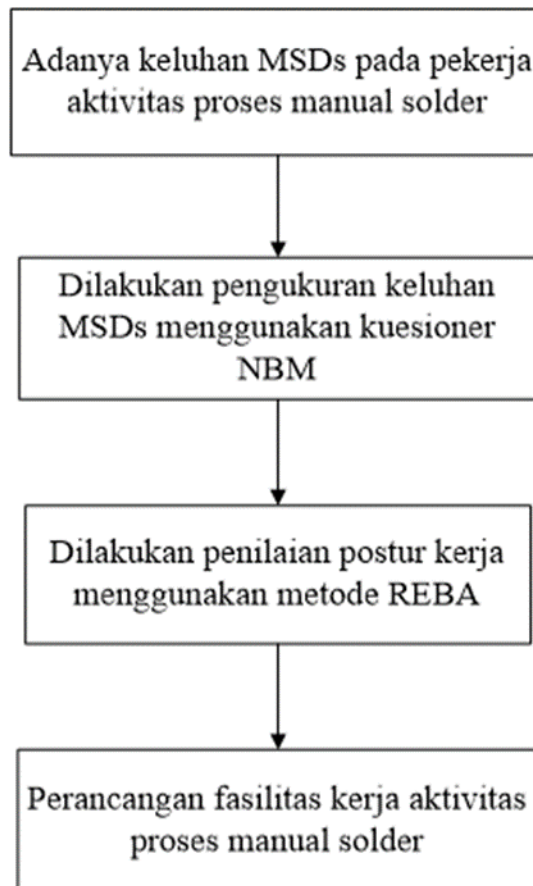 Adanya keluhan MSDs pada pekerja
aktivitas proses manual solder
Dilakukan pengukuran keluhan
MSDs menggunakan kuesioner
NBM
Dilakukan penilaian postur kerja
menggunakan metode REBA
Perancangan fasilitas kerja aktivitas
proses manual solder